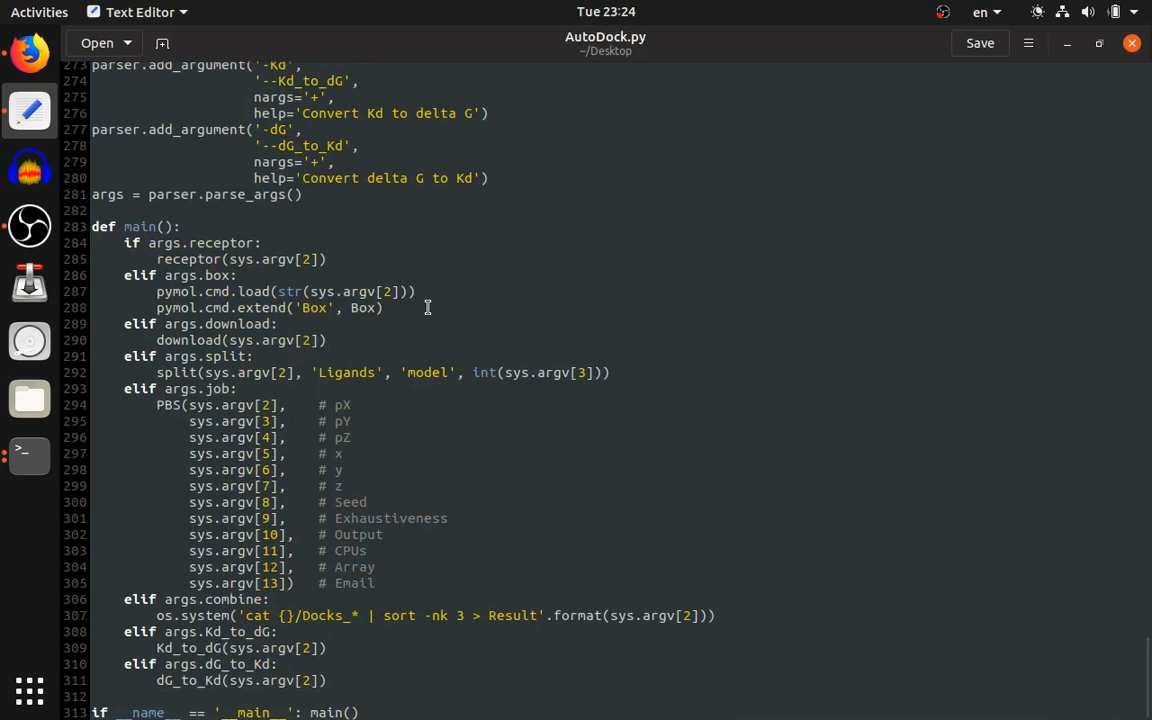 Activities Text Editor Tue 23:24 en
Open AutoDock.py Save
~/Desktop
273 parser.add_argument('-Kd',
274 '--Kd_to_dG',
275 nargs='+',
276 help='Convert Kd to delta G')
277 parser.add_argument('-dG',
278 '--dG_to_Kd',
279 nargs='+',
280 help='Convert delta G to Kd')
281 args = parser.parse_args()
282
283 def main():
284 if args.receptor:
285 receptor(sys.argv[2])
286 elif args.box:
287 pymol.cmd.load(str(sys.argv[2]))
288 pymol.cmd.extend('Box', Box)
289 elif args.download:
290 download(sys.argv[2])
291 elif args.split:
292 split(sys.argv[2], 'Ligands', 'model', int(sys.argv[3]))
293 elif args.job:
294 PBS(sys.argv[2], # pX
295 sys.argv[3], # pY
296 sys.argv[4], # pZ
297 sys.argv[5], # x
298 sys.argv[6], # y
299 sys.argv[7], # z
300 sys.argv[8], # Seed
301 sys.argv[9], # Exhaustiveness
302 sys.argv[10], # Output
303 sys.argv[11], # CPUs
304 sys.argv[12], # Array
305 sys.argv[13]) # Email
306 elif args.combine:
307 os.system('cat {}/Docks_* | sort -nk 3 > Result'.format(sys.argv[2]))
308 elif args.Kd_to_dG:
309 Kd_to_dG(sys.argv[2])
310 elif args.dG_to_Kd:
311 dG_to_Kd(sys.argv[2])
312
313 if __name__ == '__main__': main()